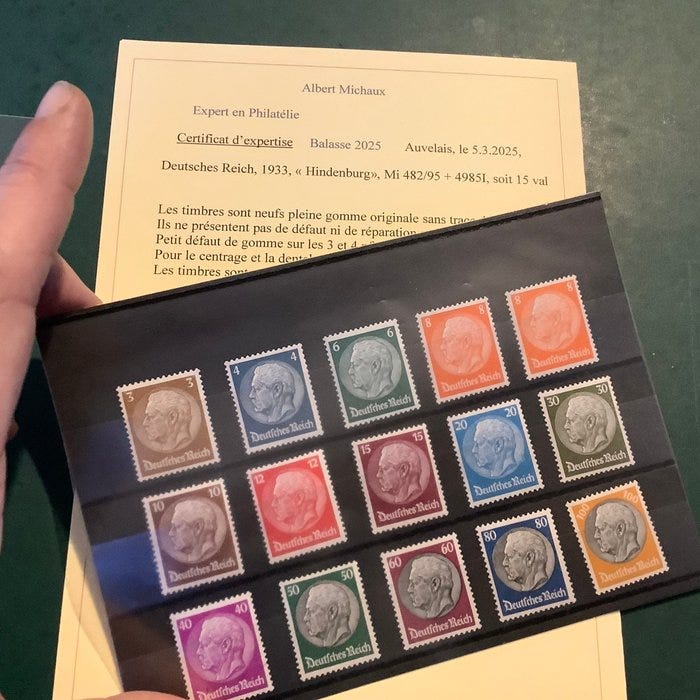 Albert Michaux
Expert en Philatélie
Certificat d'expertise Balasse 2025 Auvelais, le 5.3.2025,
Deutsches Reich, 1933, « Hindenburg», Mi 482/95 + 4985I, soit 15 val
Les timbres sont neufs pleine gomme originale sans
Ils ne présentent pas de défaut ni de réparation
Petit défaut de gomme sur les 3 et 4
Pour le centrage et la
Les timbres
3 3 Deutsches Reich
4 4 Deutsches Reich
6 6 Deutsches Reich
8 8 Deutsches Reich
8 8 Deutsches Reich
10 10 Deutsches Reich
12 12 Deutsches Reich
15 15 Deutsches Reich
20 20 Deutsches Reich
30 30 Deutsches Reich
40 40 Deutsches Reich
50 50 Deutsches Reich
60 60 Deutsches Reich
80 80 Deutsches Reich
100 100 Deutsches Reich